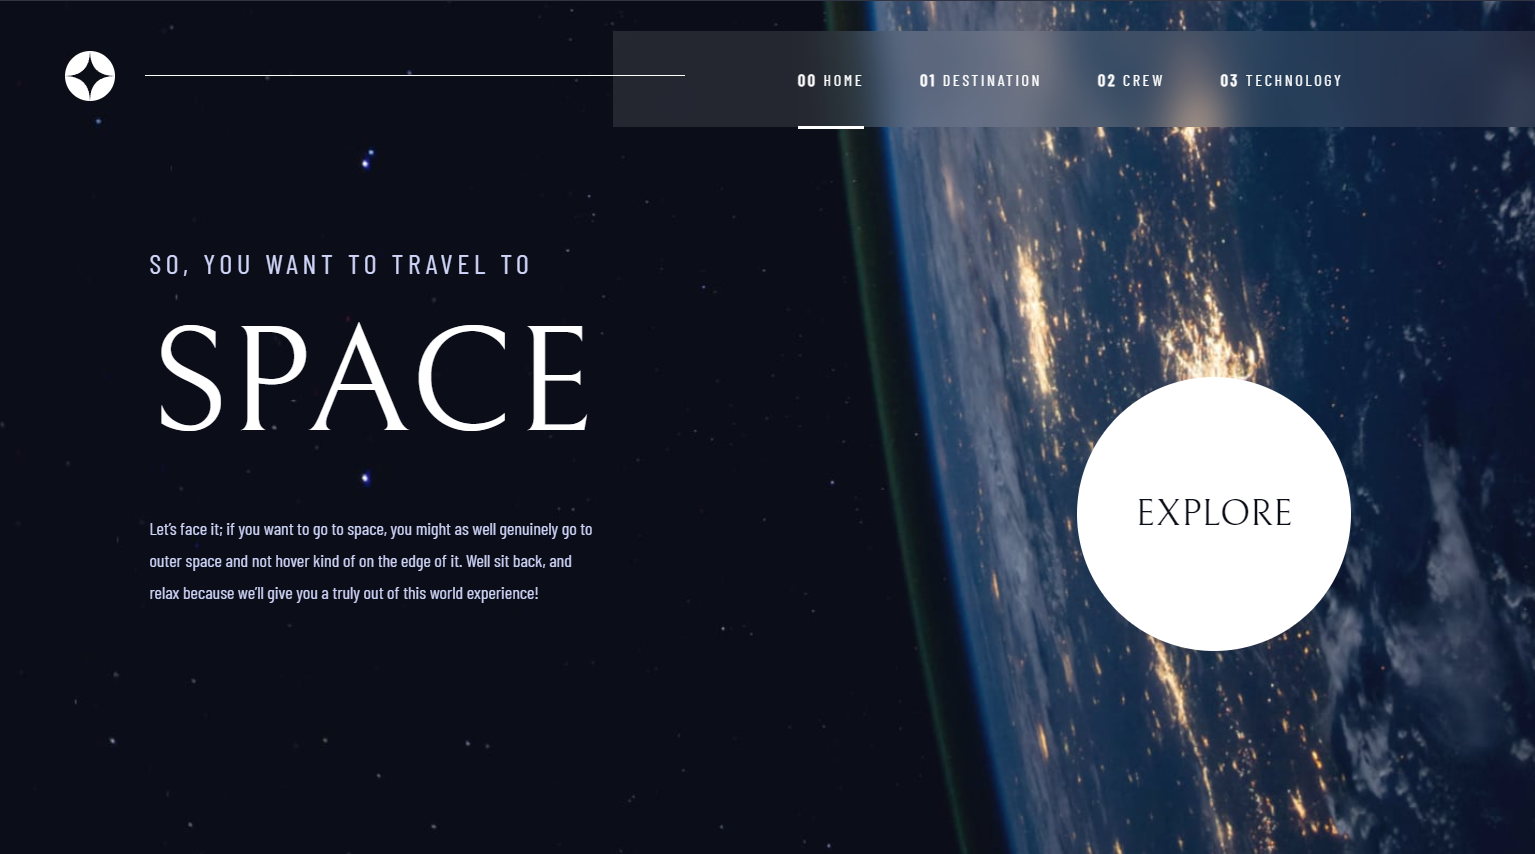 00 HOME 01 DESTINATION 02 CREW 03 TECHNOLOGY
SO, YOU WANT TO TRAVEL TO
SPACE
Let’s face it; if you want to go to space, you might as well genuinely go to
outer space and not hover kind of on the edge of it. Well sit back, and
relax because we’ll give you a truly out of this world experience!
EXPLORE